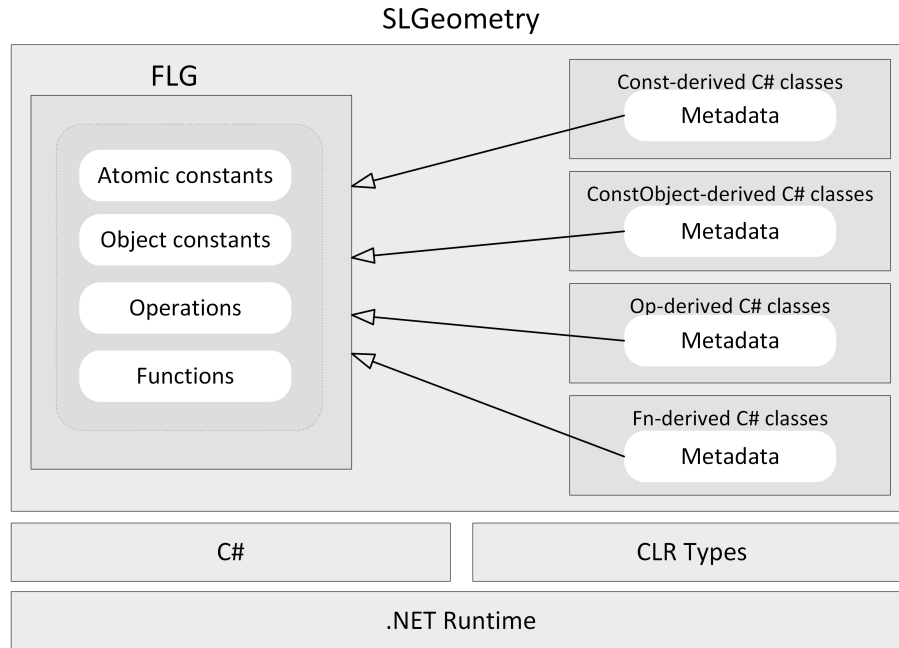 SLGeometry
FLG
Atomic constants
Object constants
Operations
Functions
Const-derived C# classes
Metadata
ConstObject-derived C# classes
Metadata
Op-derived C# classes
Metadata
Fn-derived C# classes
Metadata
C#
CLR Types
.NET Runtime